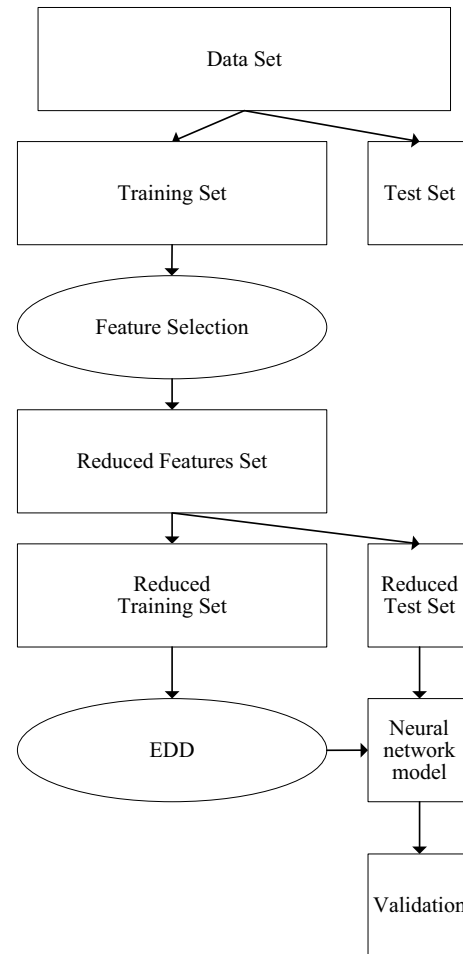 Data Set
Training Set
Test Set
Feature Selection
Reduced Features Set
Reduced
Training Set
Reduced
Test Set
EDD
Neural
network
model
Validation